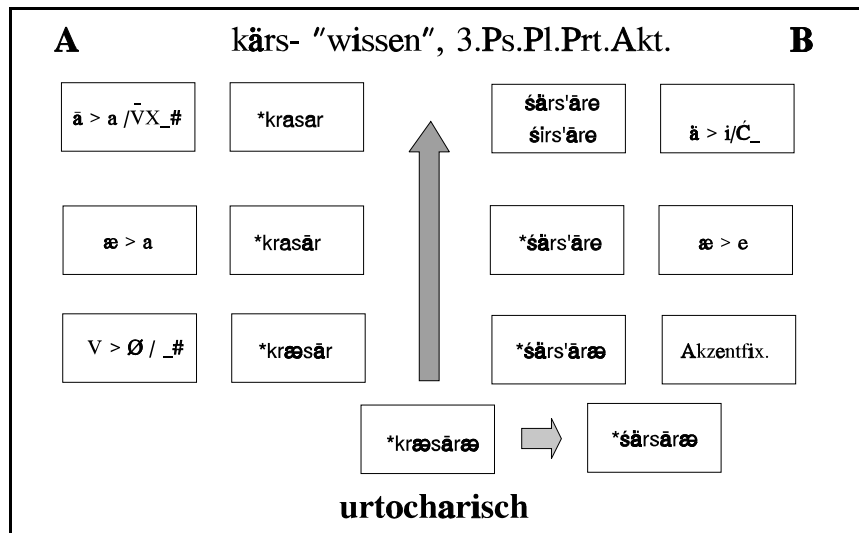 A kärs- "wissen", 3.Ps.Pl.Prt.Akt. B
ā > a /V̄X_# *krasar śärs'āre ä > i/Ć_
śirs'āre
æ > a *krasār *śärs'āre æ > e
V > Ø / _# *kræsār *śärs'āræ Akzentfix.
*kræsāræ *śärsāræ
urtocharisch